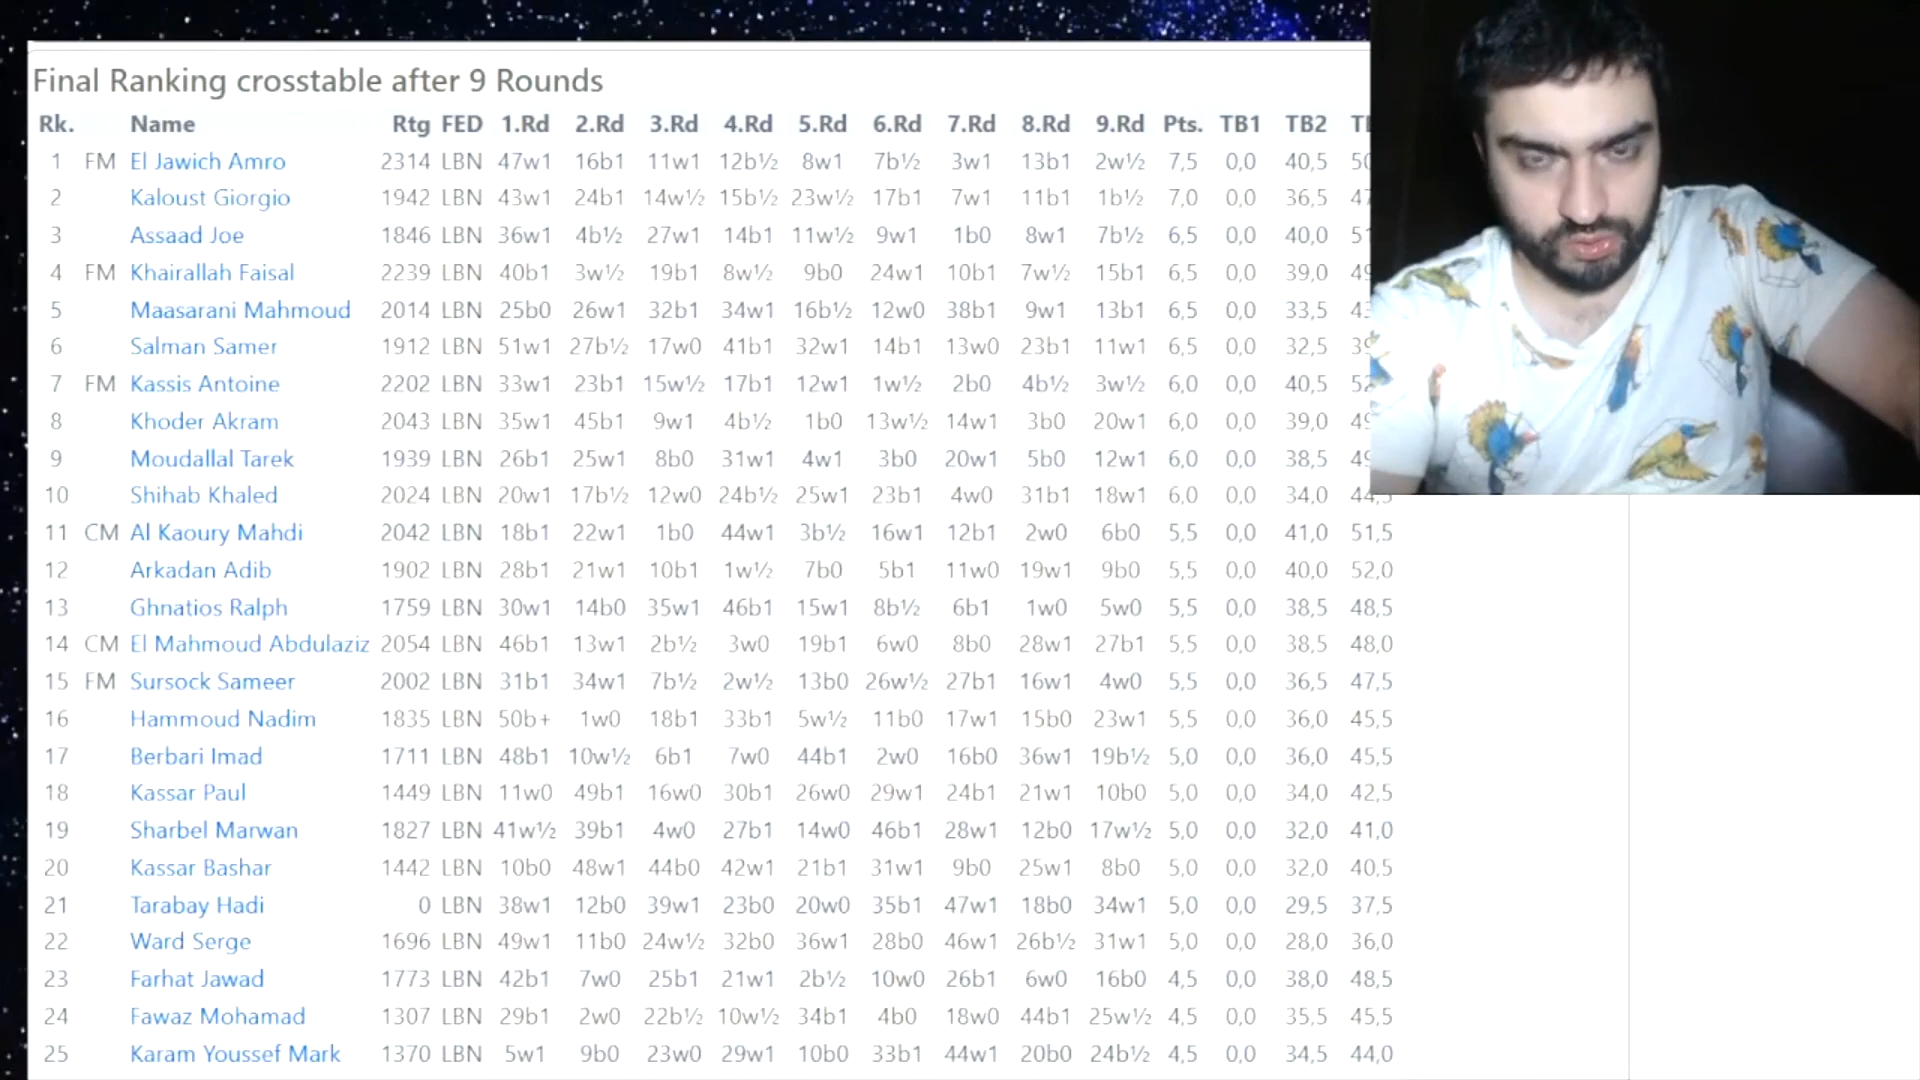 Final Ranking crosstable after 9 Rounds
Rk. Name Rtg FED 1.Rd 2.Rd 3.Rd 4.Rd 5.Rd 6.Rd 7.Rd 8.Rd 9.Rd Pts. TB1 TB2
1 FM El Jawich Amro 2314 LBN 47w1 16b1 11w1 12b½ 8w1 7b½ 3w1 13b1 2w½ 7,5 0,0 40,5
2 Kaloust Giorgio 1942 LBN 43w1 24b1 14w½ 15b½ 23w½ 17b1 7w1 11b1 1b½ 7,0 0,0 36,5
3 Assaad Joe 1846 LBN 36w1 4b½ 27w1 14b1 11w½ 9w1 1b0 8w1 7b½ 6,5 0,0 40,0
4 FM Khairallah Faisal 2239 LBN 40b1 3w½ 19b1 8w½ 9b0 24w1 10b1 7w½ 15b1 6,5 0,0 39,0
5 Maasarani Mahmoud 2014 LBN 25b0 26w1 32b1 34w1 16b½ 12w0 38b1 9w1 13b1 6,5 0,0 33,5
6 Salman Samer 1912 LBN 51w1 27b½ 17w0 41b1 32w1 14b1 13w0 23b1 11w1 6,5 0,0 32,5
7 FM Kassis Antoine 2202 LBN 33w1 23b1 15w½ 17b1 12w1 1w½ 2b0 4b½ 3w½ 6,0 0,0 40,5
8 Khoder Akram 2043 LBN 35w1 45b1 9w1 4b½ 1b0 13w½ 14w1 3b0 20w1 6,0 0,0 39,0
9 Moudallal Tarek 1939 LBN 26b1 25w1 8b0 31w1 4w1 3b0 20w1 5b0 12w1 6,0 0,0 38,5
10 Shihab Khaled 2024 LBN 20w1 17b½ 12w0 24b½ 25w1 23b1 4w0 31b1 18w1 6,0 0,0 34,0 44,5
11 CM Al Kaoury Mahdi 2042 LBN 18b1 22w1 1b0 44w1 3b½ 16w1 12b1 2w0 6b0 5,5 0,0 41,0 51,5
12 Arkadan Adib 1902 LBN 28b1 21w1 10b1 1w½ 7b0 5b1 11w0 19w1 9b0 5,5 0,0 40,0 52,0
13 Ghnatios Ralph 1759 LBN 30w1 14b0 35w1 46b1 15w1 8b½ 6b1 1w0 5w0 5,5 0,0 38,5 48,5
14 CM El Mahmoud Abdulaziz 2054 LBN 46b1 13w1 2b½ 3w0 19b1 6w0 8b0 28w1 27b1 5,5 0,0 38,5 48,0
15 FM Sursock Sameer 2002 LBN 31b1 34w1 7b½ 2w½ 13b0 26w½ 27b1 16w1 4w0 5,5 0,0 36,5 47,5
16 Hammoud Nadim 1835 LBN 50b+ 1w0 18b1 33b1 5w½ 11b0 17w1 15b0 23w1 5,5 0,0 36,0 45,5
17 Berbari Imad 1711 LBN 48b1 10w½ 6b1 7w0 44b1 2w0 16b0 36w1 19b½ 5,0 0,0 36,0 45,5
18 Kassar Paul 1449 LBN 11w0 49b1 16w0 30b1 26w0 29w1 24b1 21w1 10b0 5,0 0,0 34,0 42,5
19 Sharbel Marwan 1827 LBN 41w½ 39b1 4w0 27b1 14w0 46b1 28w1 12b0 17w½ 5,0 0,0 32,0 41,0
20 Kassar Bashar 1442 LBN 10b0 48w1 44b0 42w1 21b1 31w1 9b0 25w1 8b0 5,0 0,0 32,0 40,5
21 Tarabay Hadi 0 LBN 38w1 12b0 39w1 23b0 20w0 35b1 47w1 18b0 34w1 5,0 0,0 29,5 37,5
22 Ward Serge 1696 LBN 49w1 11b0 24w½ 32b0 36w1 28b0 46w1 26b½ 31w1 5,0 0,0 28,0 36,0
23 Farhat Jawad 1773 LBN 42b1 7w0 25b1 21w1 2b½ 10w0 26b1 6w0 16b0 4,5 0,0 38,0 48,5
24 Fawaz Mohamad 1307 LBN 29b1 2w0 22b½ 10w½ 34b1 4b0 18w0 44b1 25w½ 4,5 0,0 35,5 45,5
25 Karam Youssef Mark 1370 LBN 5w1 9b0 23w0 29w1 10b0 33b1 44w1 20b0 24b½ 4,5 0,0 34,5 44,0